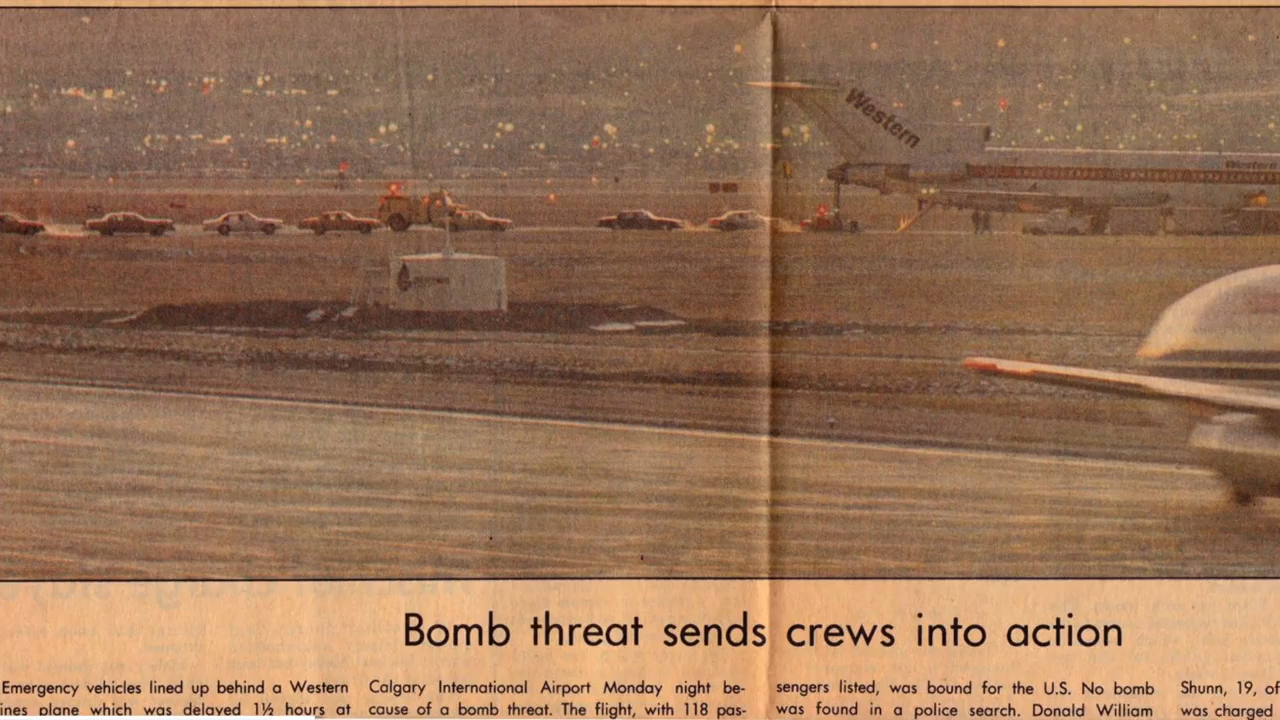 Western
Western
Bomb threat sends crews into action
Emergency vehicles lined up behind a Western
ines plane which was delayed 1½ hours at
Calgary International Airport Monday night be-
cause of a bomb threat. The flight, with 118 pas-
sengers listed, was bound for the U.S. No bomb
was found in a police search. Donald William
Shunn, 19, of
was charged